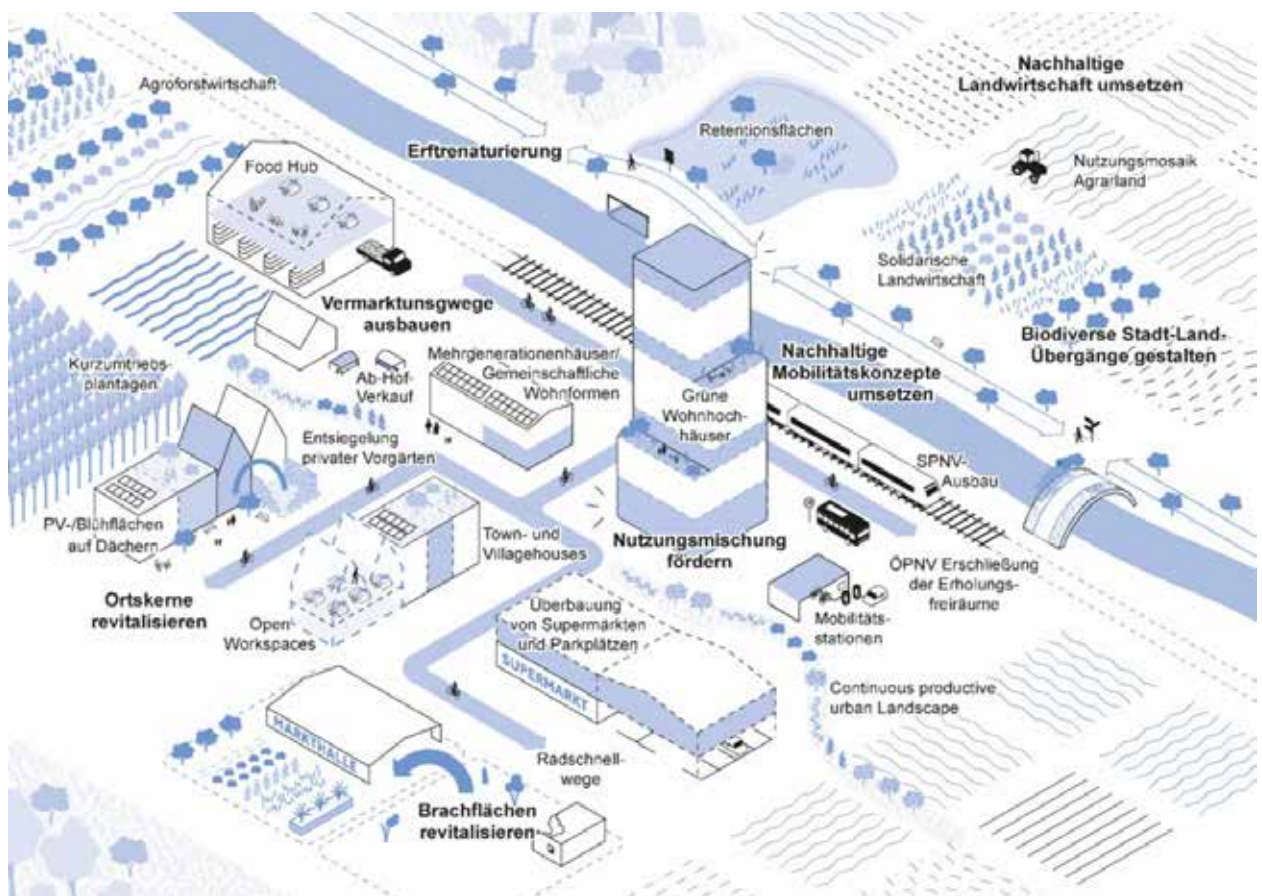 Nachhaltige
Landwirtschaft umsetzen
Agroforstwirtschaft
Retentionsflächen
Erftrenaturierung
Food Hub
Nutzungsmosaik
Agrarland
Solidarische
Landwirtschaft
Vermarktunsgwege
ausbauen
Biodiverse Stadt-Land-
Übergänge gestalten
Kurzumtriebs-
plantagen
Ab-Hof-
Verkauf
Mehrgenerationenhäuser/
Gemeinschaftliche
Wohnformen
Grüne
Wohnhoch-
häuser
Nachhaltige
Mobilitätskonzepte
umsetzen
Entsiegelung
privater Vorgärten
SPNV-
Ausbau
PV-/Blühflächen
auf Dächern
Town- und
Villagehouses
Nutzungsmischung
fördern
ÖPNV Erschließung
der Erholungs-
freiräume
Ortskerne
revitalisieren
Open
Workspaces
Überbauung
von Supermärkten
und Parkplätzen
Mobilitäts-
stationen
SUPERMARKT
Continuous productive
urban Landscape
MARKTHALLE
Radschnell-
wege
Brachflächen
revitalisieren